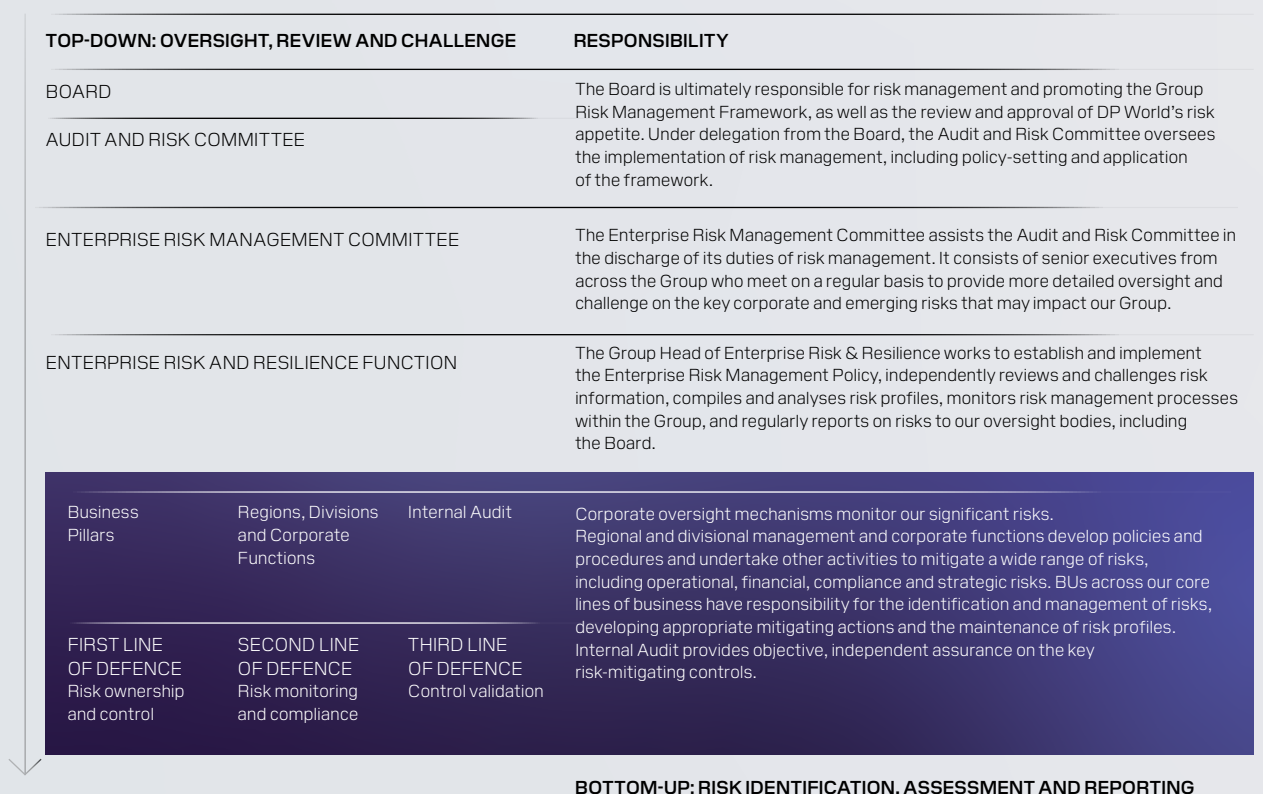 TOP-DOWN: OVERSIGHT, REVIEW AND CHALLENGE
RESPONSIBILITY
BOARD
AUDIT AND RISK COMMITTEE
The Board is ultimately responsible for risk management and promoting the Group
Risk Management Framework, as well as the review and approval of DP World's risk
appetite. Under delegation from the Board, the Audit and Risk Committee oversees
the implementation of risk management, including policy-setting and application
of the framework.
ENTERPRISE RISK MANAGEMENT COMMITTEE
The Enterprise Risk Management Committee assists the Audit and Risk Committee in
the discharge of its duties of risk management. It consists of senior executives from
across the Group who meet on a regular basis to provide more detailed oversight and
challenge on the key corporate and emerging risks that may impact our Group.
ENTERPRISE RISK AND RESILIENCE FUNCTION
The Group Head of Enterprise Risk & Resilience works to establish and implement
the Enterprise Risk Management Policy, independently reviews and challenges risk
information, compiles and analyses risk profiles, monitors risk management processes
within the Group, and regularly reports on risks to our oversight bodies, including
the Board.
Business
Pillars
Regions, Divisions
and Corporate
Functions
Internal Audit
FIRST LINE
OF DEFENCE
Risk ownership
and control
SECOND LINE
OF DEFENCE
Risk monitoring
and compliance
THIRD LINE
OF DEFENCE
Control validation
Corporate oversight mechanisms monitor our significant risks.
Regional and divisional management and corporate functions develop policies and
procedures and undertake other activities to mitigate a wide range of risks,
including operational, financial, compliance and strategic risks. BUs across our core
lines of business have responsibility for the identification and management of risks,
developing appropriate mitigating actions and the maintenance of risk profiles.
Internal Audit provides objective, independent assurance on the key
risk-mitigating controls.
BOTTOM-UP: RISK IDENTIFICATION, ASSESSMENT AND REPORTING